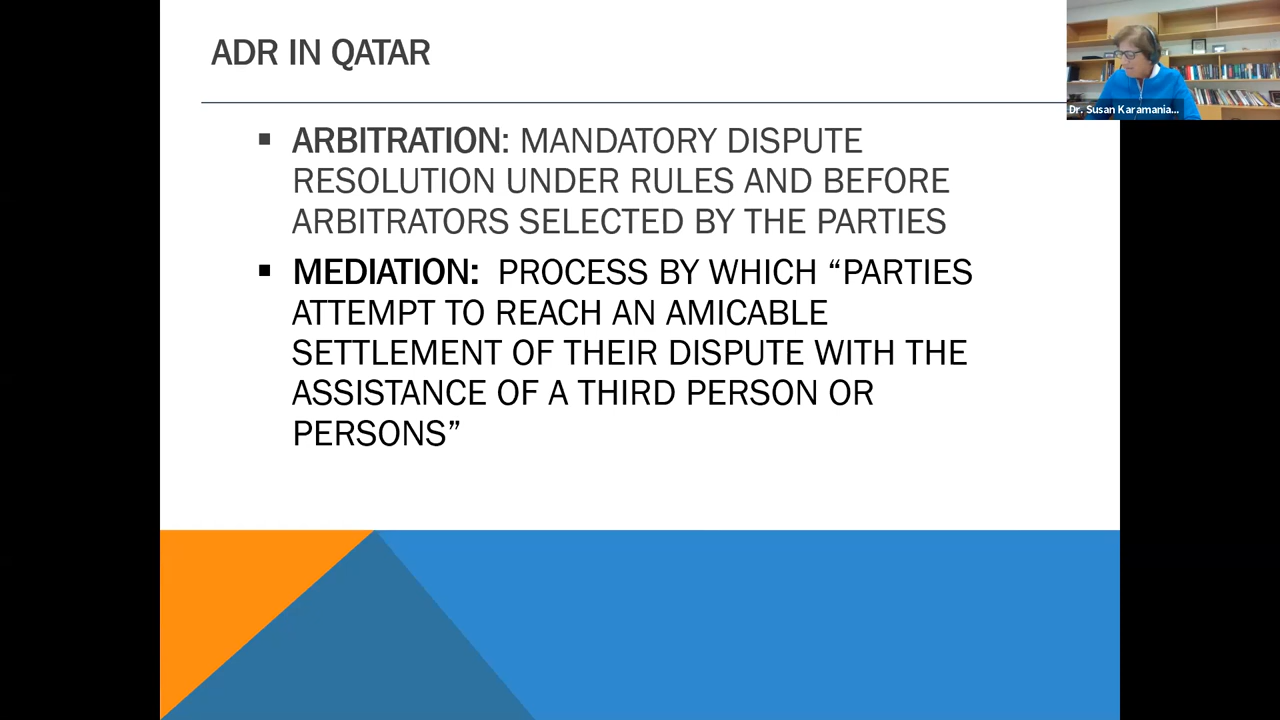 ADR IN QATAR
Dr. Susan Karamania...
▪ ARBITRATION: MANDATORY DISPUTE
RESOLUTION UNDER RULES AND BEFORE
ARBITRATORS SELECTED BY THE PARTIES
▪ MEDIATION: PROCESS BY WHICH “PARTIES
ATTEMPT TO REACH AN AMICABLE
SETTLEMENT OF THEIR DISPUTE WITH THE
ASSISTANCE OF A THIRD PERSON OR
PERSONS”